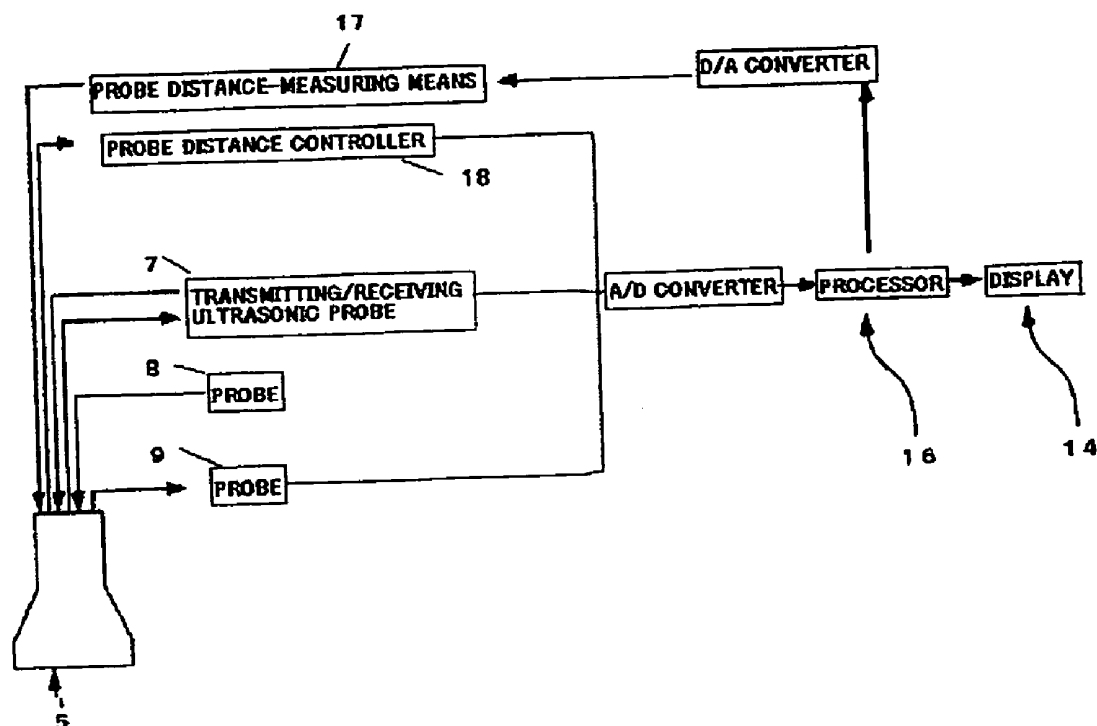 17
PROBE DISTANCE-MEASURING MEANS
D/A CONVERTER
PROBE DISTANCE CONTROLLER
18
7
TRANSMITTING/RECEIVING
ULTRASONIC PROBE
A/D CONVERTER
PROCESSOR
DISPLAY
8
PROBE
9
PROBE
16
14
5